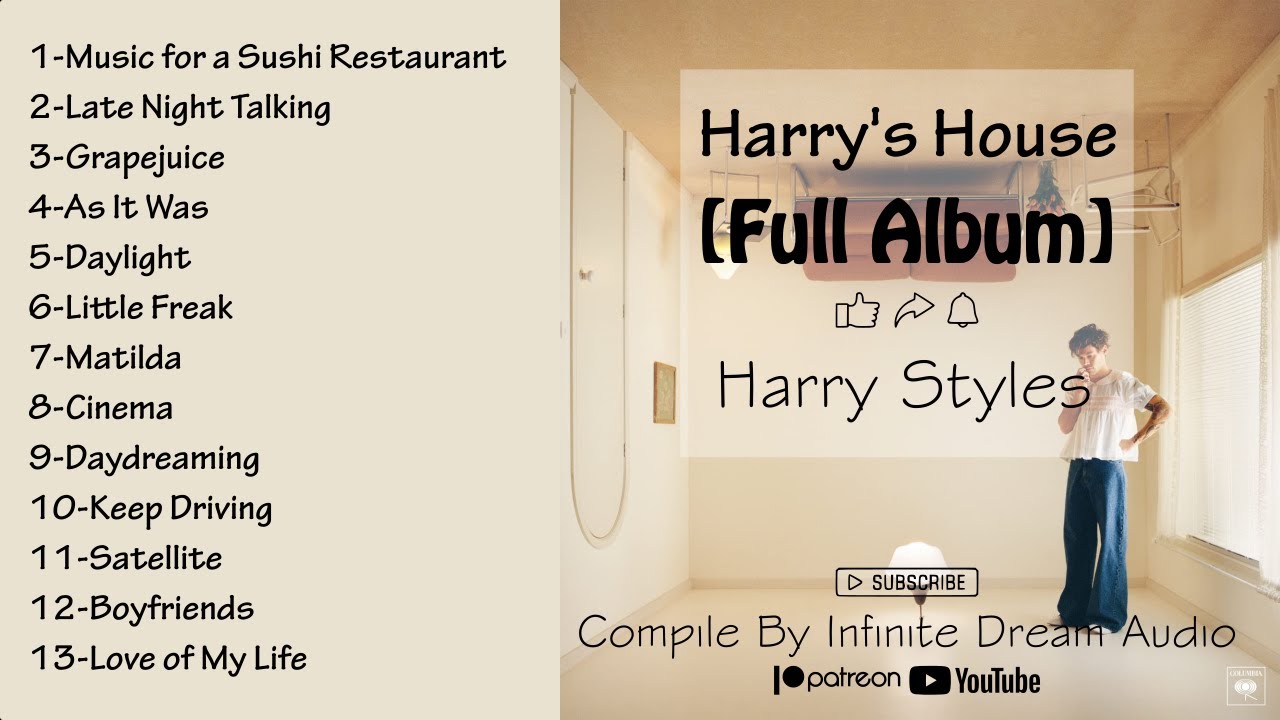 1-Music for a Sushi Restaurant
2-Late Night Talking
3-Grapejuice
4-As It Was
5-Daylight
6-Little Freak
7-Matilda
8-Cinema
9-Daydreaming
10-Keep Driving
11-Satellite
12-Boyfriends
13-Love of My Life
Harry's House
[Full Album]
Harry Styles
SUBSCRIBE
Compile By Infinite Dream Audio
patreon YouTube
COLUMBIA